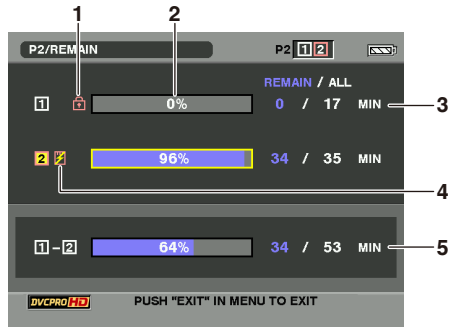 1 2
P2/REMAIN P2 1 2
REMAIN / ALL
1 0% 0 / 17 MIN 3
2 96% 34 / 35 MIN
4
1-2 64% 34 / 53 MIN 5
DVCPRO HD PUSH "EXIT" IN MENU TO EXIT